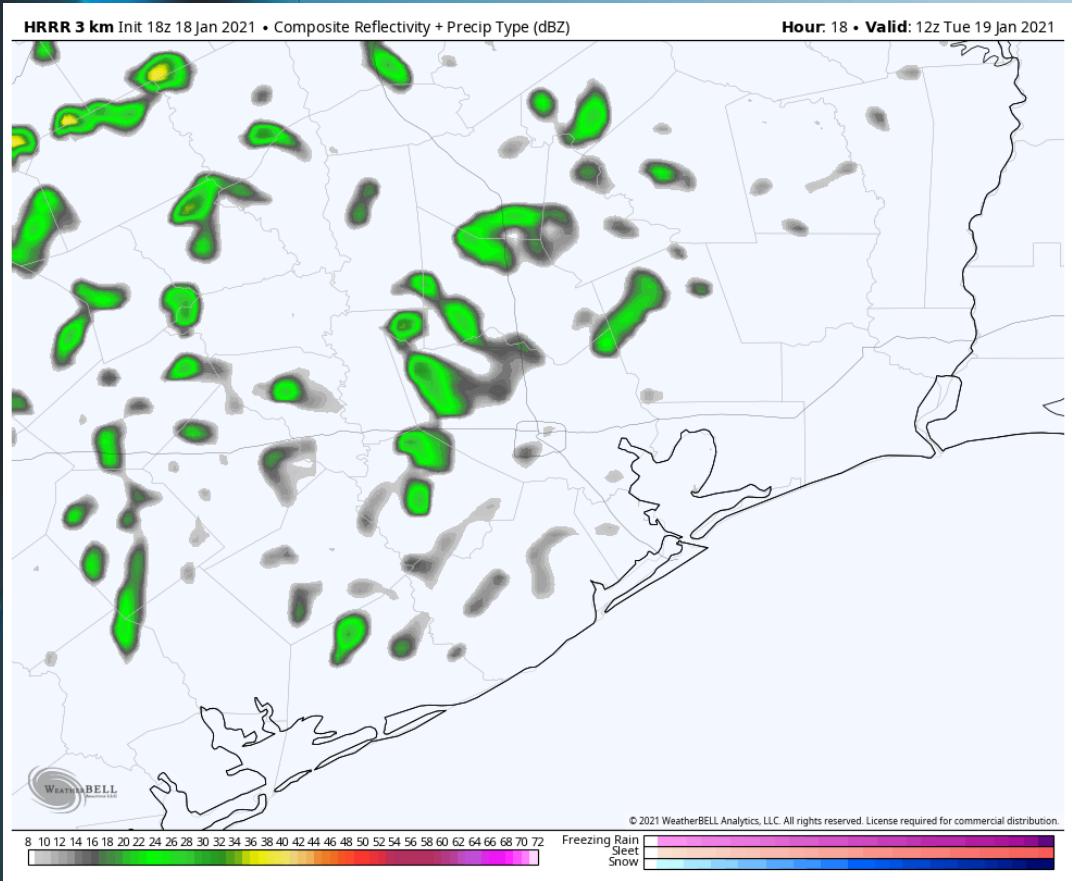 HRRR 3 km Init 18z 18 Jan 2021 • Composite Reflectivity + Precip Type (dBZ) Hour: 18 • Valid: 12z Tue 19 Jan 2021
WeatherBELL
Analytics LLC
© 2021 WeatherBELL Analytics, LLC. All rights reserved. License required for commercial distribution.
8 10 12 14 16 18 20 22 24 26 28 30 32 34 36 38 40 42 44 46 48 50 52 54 56 58 60 62 64 66 68 70 72
Freezing Rain
Sleet
Snow